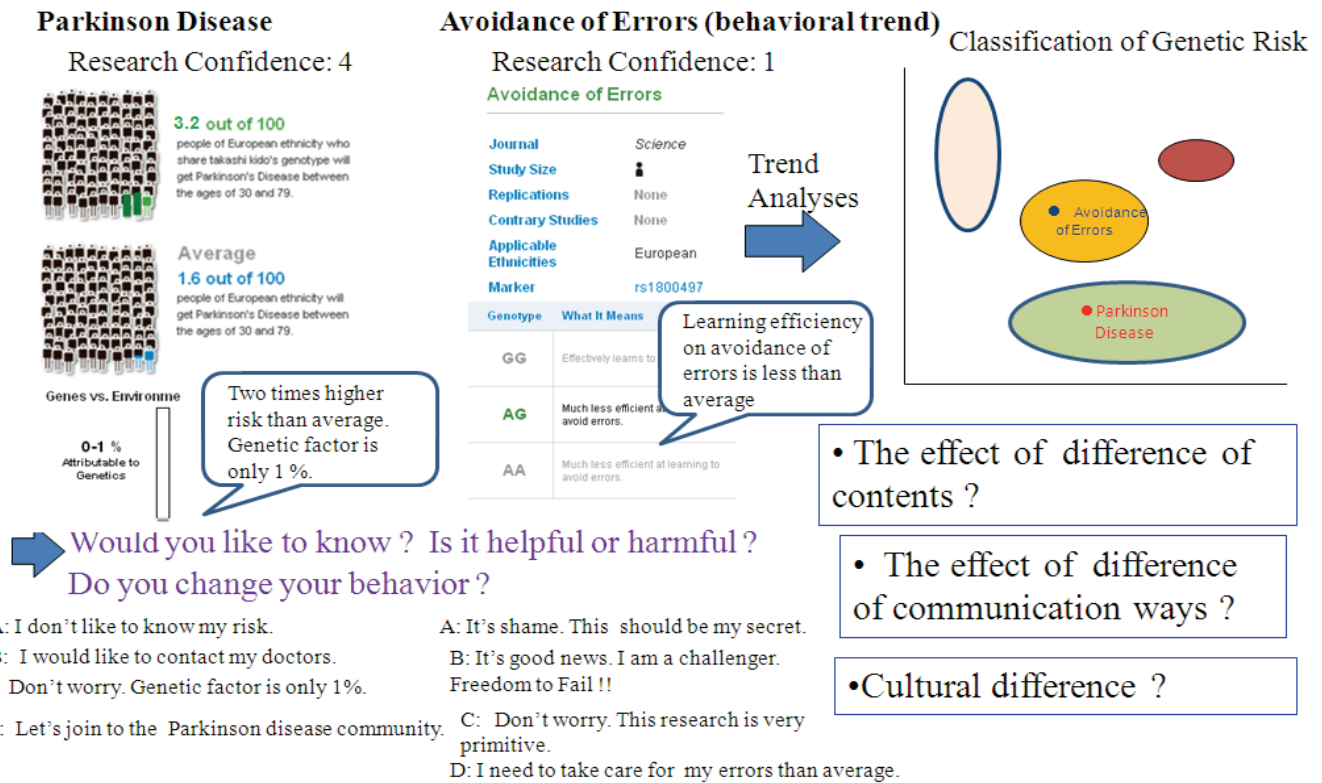 Parkinson Disease
Research Confidence: 4
3.2 out of 100
people of European ethnicity who
share takashi kido's genotype will
get Parkinson's Disease between
the ages of 30 and 79.
Average
1.6 out of 100
people of European ethnicity will
get Parkinson's Disease between
the ages of 30 and 79.
Genes vs. Environme
0-1 %
Attributable to
Genetics
Two times higher
risk than average.
Genetic factor is
only 1 %.
Avoidance of Errors (behavioral trend)
Research Confidence: 1
Avoidance of Errors
Journal Science
Study Size
Replications None
Contrary Studies None
Applicable
Ethnicities European
Marker rs1800497
Genotype What It Means
GG Effectively learns to
AG Much less efficient a
avoid errors.
AA Much less efficient at learning to
avoid errors.
Learning efficiency
on avoidance of
errors is less than
average
Trend
Analyses
Classification of Genetic Risk
Avoidance
of Errors
Parkinson
Disease
• The effect of difference of
contents ?
• The effect of difference
of communication ways ?
•Cultural difference ?
Would you like to know ? Is it helpful or harmful ?
Do you change your behavior ?
: I don't like to know my risk.
: I would like to contact my doctors.
Don't worry. Genetic factor is only 1%.
: Let's join to the Parkinson disease community.
A: It's shame. This should be my secret.
B: It's good news. I am a challenger.
Freedom to Fail !!
C: Don't worry. This research is very
primitive.
D: I need to take care for my errors than average.